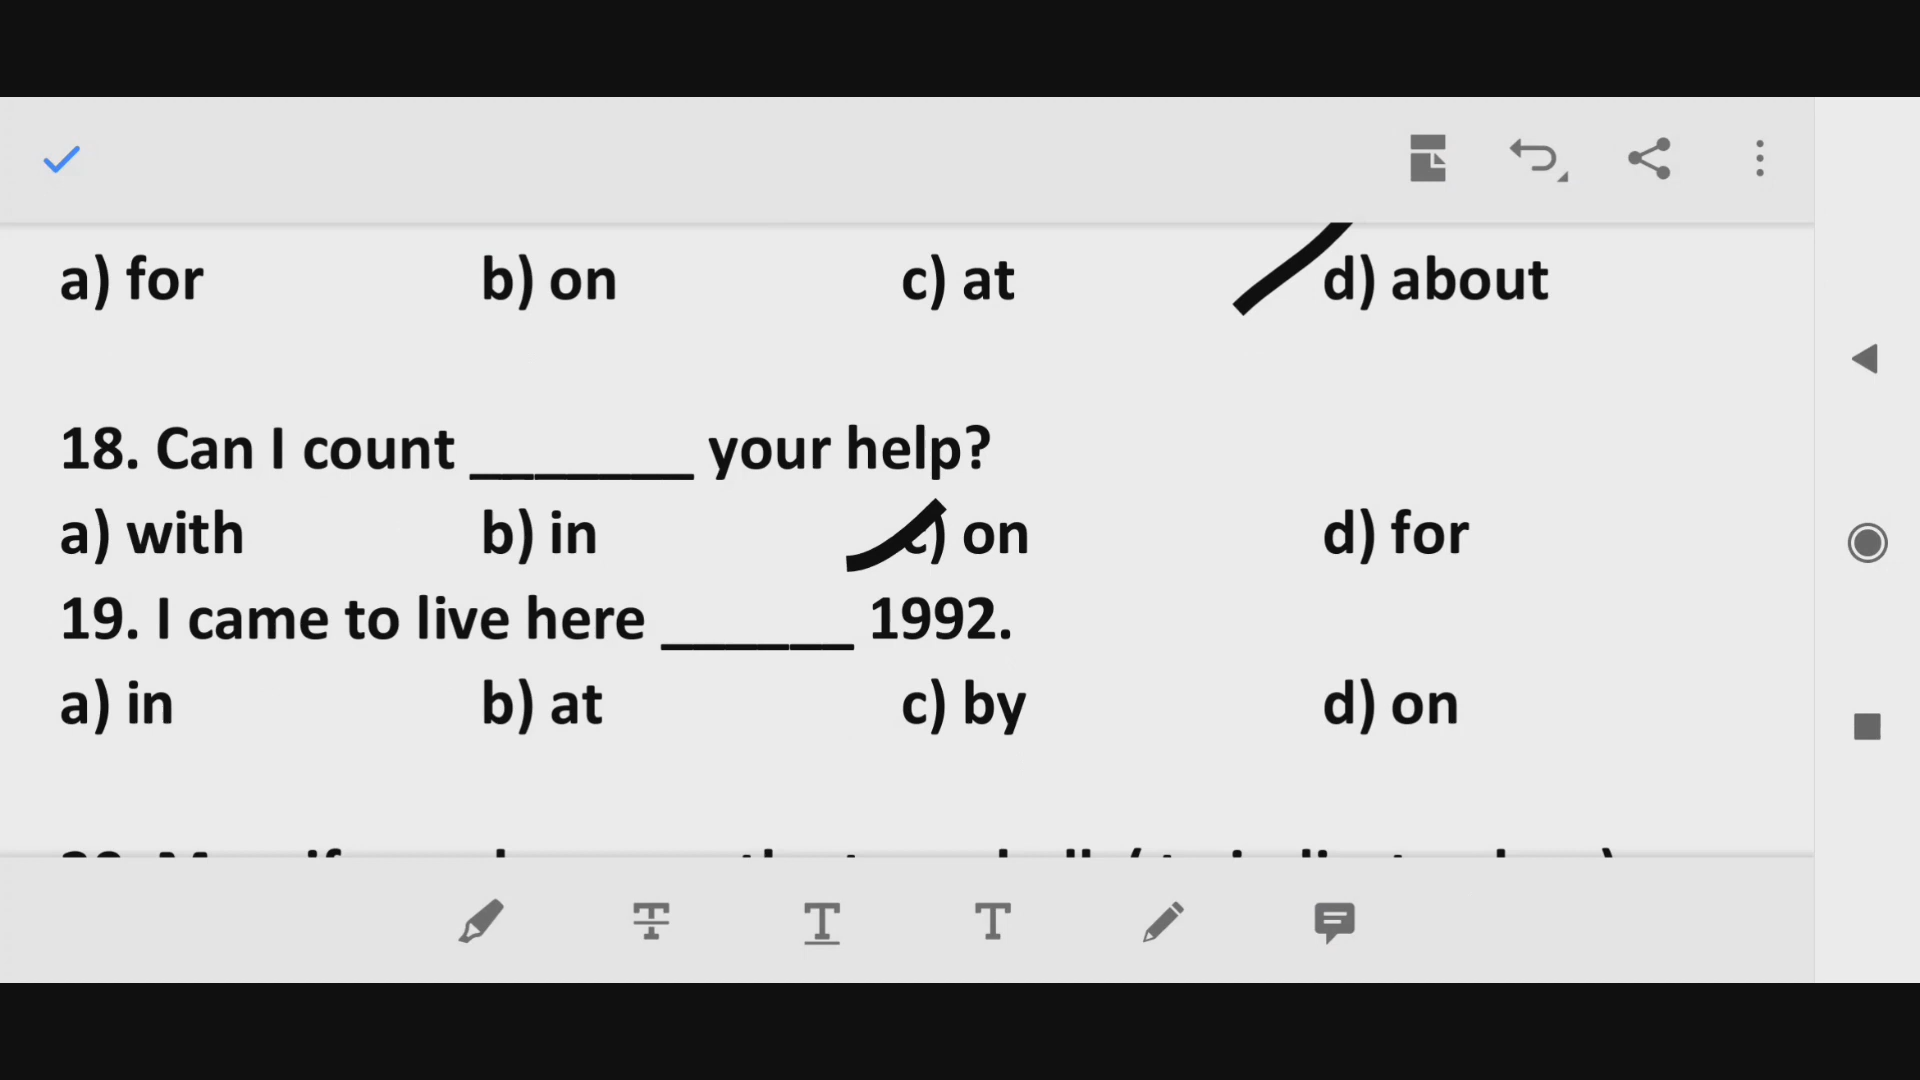 a) for b) on c) at d) about
18. Can I count _______ your help?
a) with b) in c) on d) for
19. I came to live here ______ 1992.
a) in b) at c) by d) on